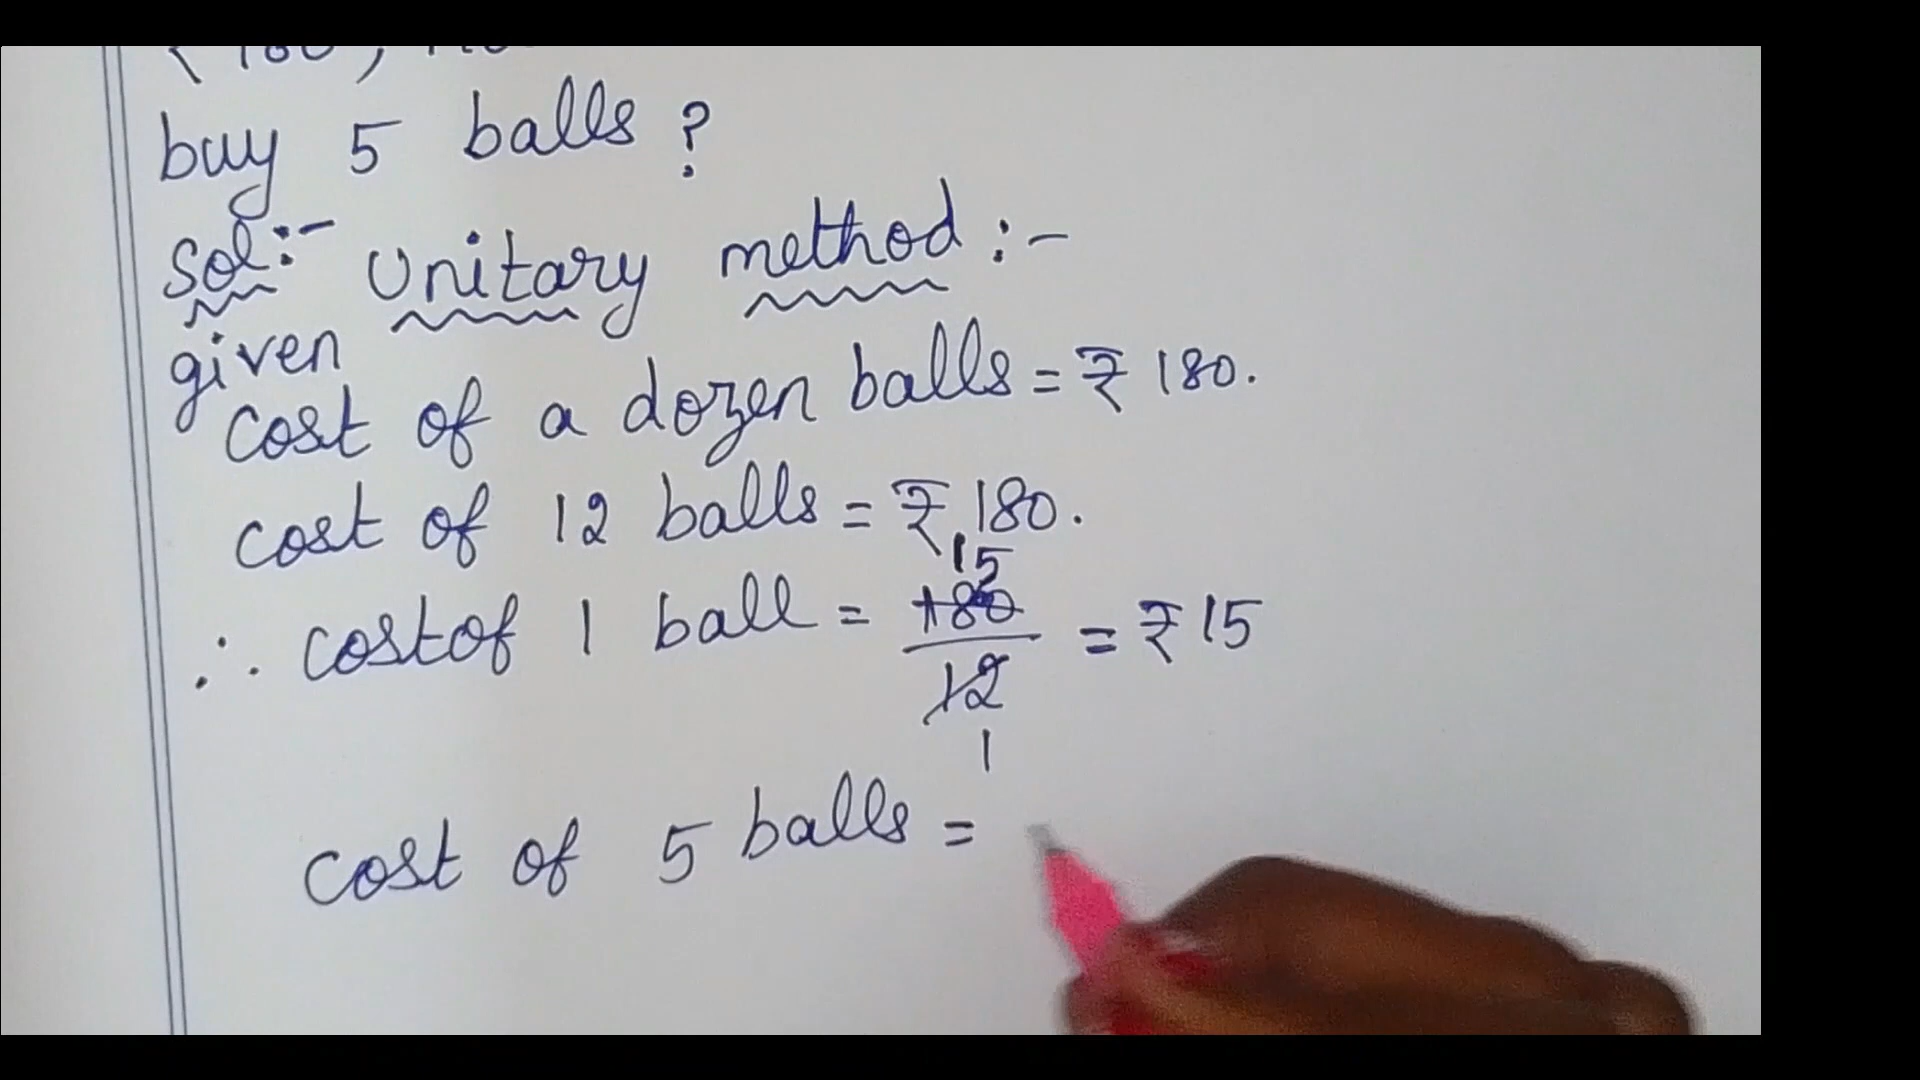 ₹ 180,
buy 5 balls ?
Sol:- Unitary method :-
given
cost of a dozen balls = ₹ 180.
cost of 12 balls = ₹ 180.
15
∴ cost of 1 ball = 180/12 = ₹ 15
1
cost of 5 balls =